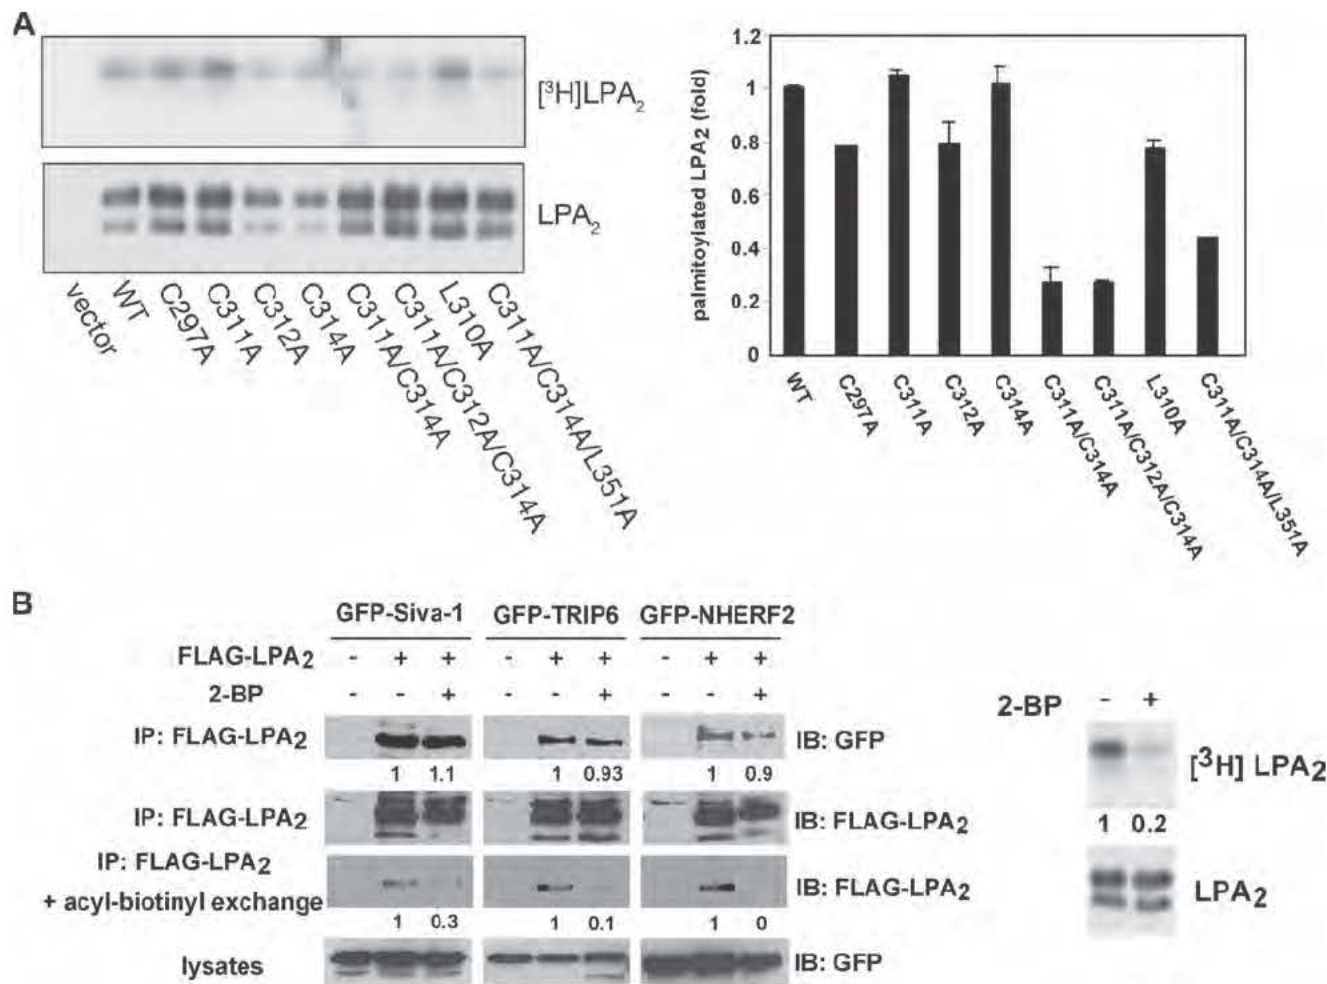 A
[³H]LPA₂
LPA₂
vector
WT
C297A
C311A
C312A
C314A
C311A/C314A
C311A/C312A/C314A
L310A
C311A/C314A/L351A
palmitoylated LPA2 (fold)
1.2
1
0.8
0.6
0.4
0.2
0
WT
C297A
C311A
C312A
C314A
C311A/C314A
C311A/C312A/C314A
L310A
C311A/C314A/L351A
B
GFP-Siva-1 GFP-TRIP6 GFP-NHERF2
FLAG-LPA2 - + + - + + - + +
2-BP - - + - - + - - +
IP: FLAG-LPA2 IB: GFP
1 1.1 1 0.93 1 0.9
IP: FLAG-LPA2 IB: FLAG-LPA2
IP: FLAG-LPA2
+ acyl-biotinyl exchange IB: FLAG-LPA2
1 0.3 1 0.1 1 0
lysates IB: GFP
2-BP - +
[³H] LPA2
1 0.2
LPA2